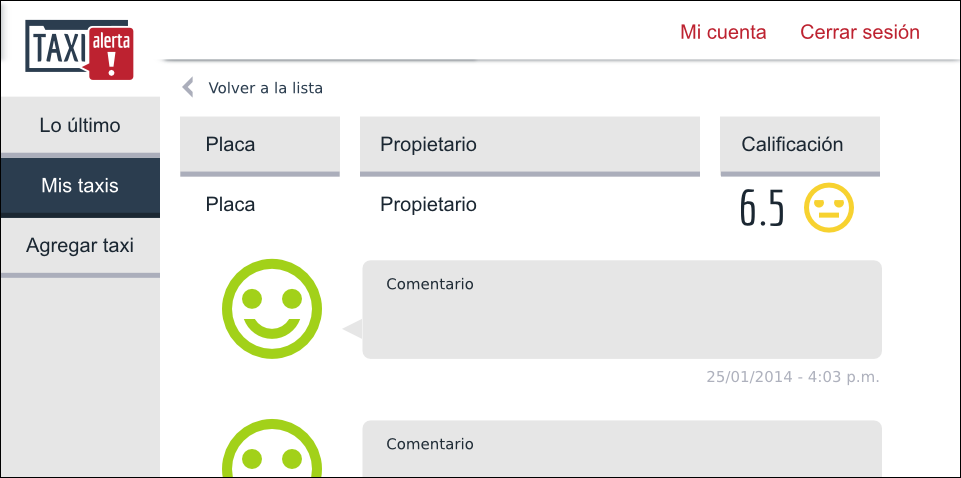 TAXI alerta !
Mi cuenta Cerrar sesión
Volver a la lista
Lo último
Mis taxis
Agregar taxi
Placa Propietario Calificación
Placa Propietario 6.5
Comentario
25/01/2014 - 4:03 p.m.
Comentario